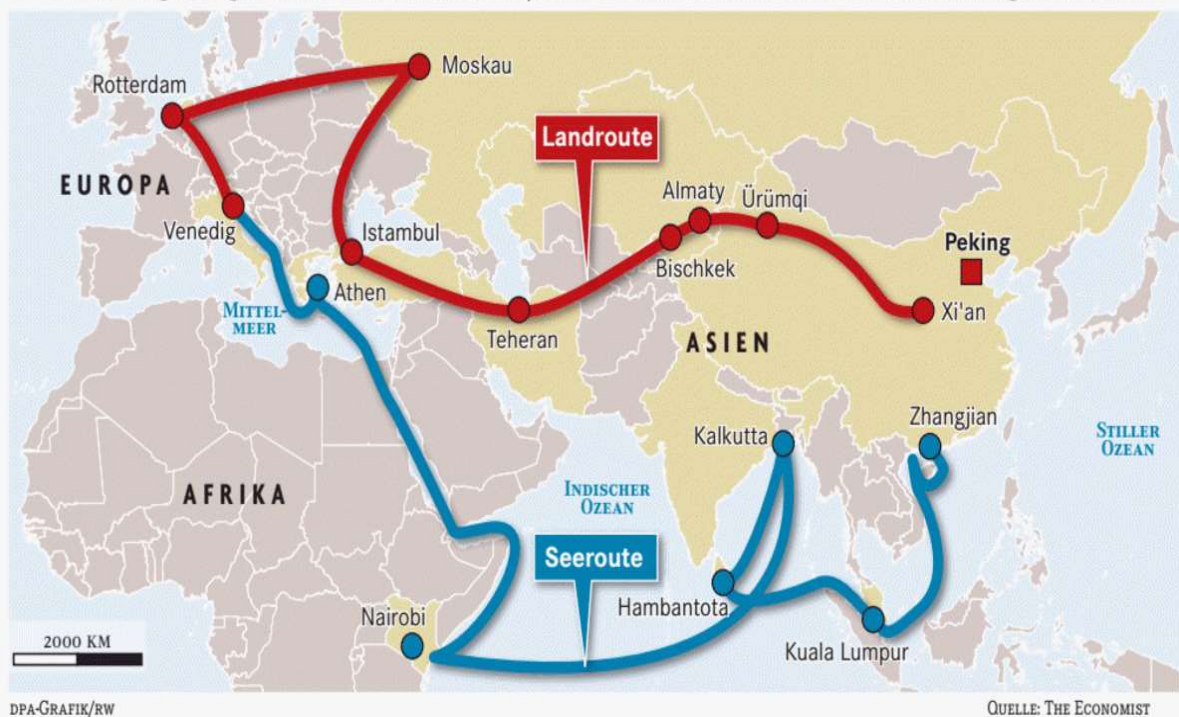 Moskau
Rotterdam
Landroute
EUROPA
Almaty
Ürümqi
Venedig
Istambul
Bischkek
Peking
Athen
MITTEL-
MEER
Teheran
Xi'an
ASIEN
Kalkutta
Zhangjian
STILLER
OZEAN
AFRIKA
INDISCHER
OZEAN
Seeroute
Nairobi
Hambantota
2000 KM
Kuala Lumpur
DPA-GRAFIK/RW
QUELLE: THE ECONOMIST